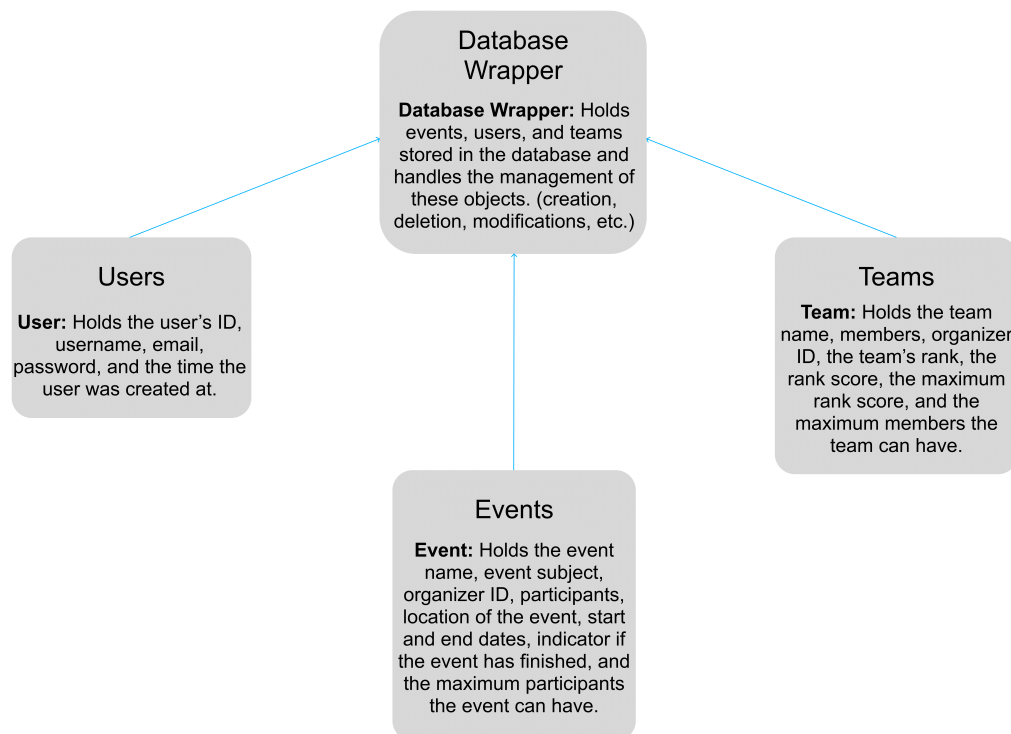 Database
Wrapper
Database Wrapper: Holds
events, users, and teams
stored in the database and
handles the management of
these objects. (creation,
deletion, modifications, etc.)
Users
User: Holds the user's ID,
username, email,
password, and the time the
user was created at.
Teams
Team: Holds the team
name, members, organizer
ID, the team's rank, the
rank score, the maximum
rank score, and the
maximum members the
team can have.
Events
Event: Holds the event
name, event subject,
organizer ID, participants,
location of the event, start
and end dates, indicator if
the event has finished, and
the maximum participants
the event can have.